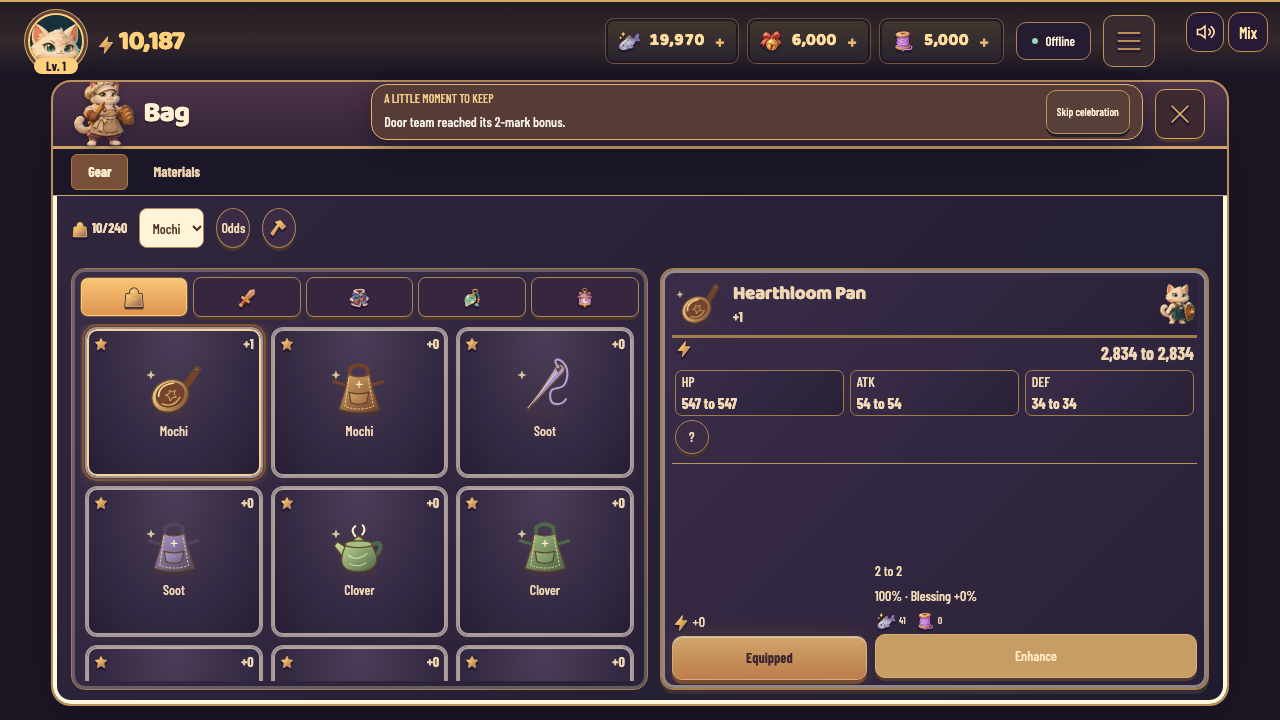 Lv. 1
10,187
19,970 +
6,000 +
5,000 +
Offline
Mix
Bag
A LITTLE MOMENT TO KEEP
Door team reached its 2-mark bonus.
Skip celebration
Gear
Materials
10/240
Mochi
Odds
+1
Mochi
+0
Mochi
+0
Soot
+0
Soot
+0
Clover
+0
Clover
+0
+0
+0
Hearthloom Pan
+1
2,834 to 2,834
HP
547 to 547
ATK
54 to 54
DEF
34 to 34
?
2 to 2
100% · Blessing +0%
41
0
+0
Equipped
Enhance